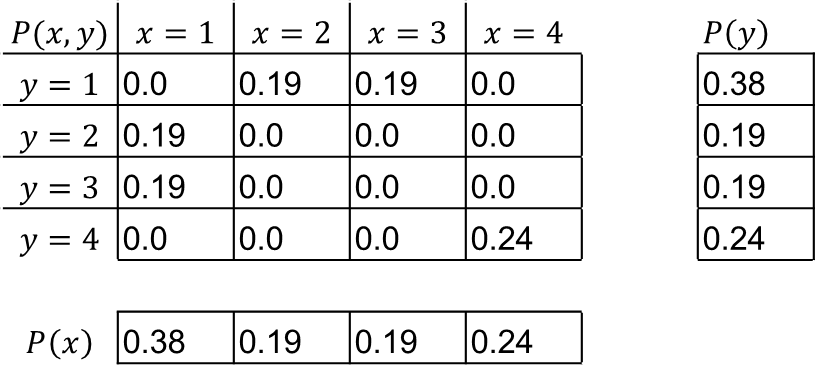 P(x, y) x = 1 x = 2 x = 3 x = 4 P(y)
y = 1 0.0 0.19 0.19 0.0 0.38
y = 2 0.19 0.0 0.0 0.0 0.19
y = 3 0.19 0.0 0.0 0.0 0.19
y = 4 0.0 0.0 0.0 0.24 0.24
P(x) 0.38 0.19 0.19 0.24